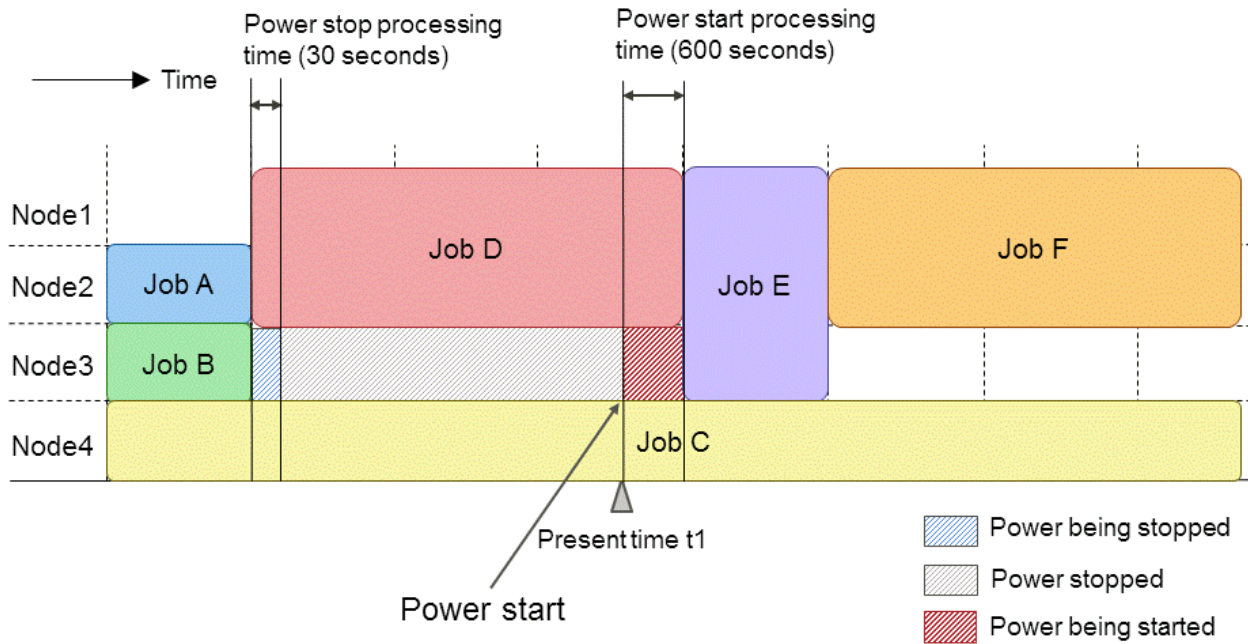 Power stop processing
time (30 seconds)
Power start processing
time (600 seconds)
Time
Node1
Node2
Node3
Node4
Job A
Job B
Job D
Job E
Job F
Job C
Present time t1
Power start
Power being stopped
Power stopped
Power being started